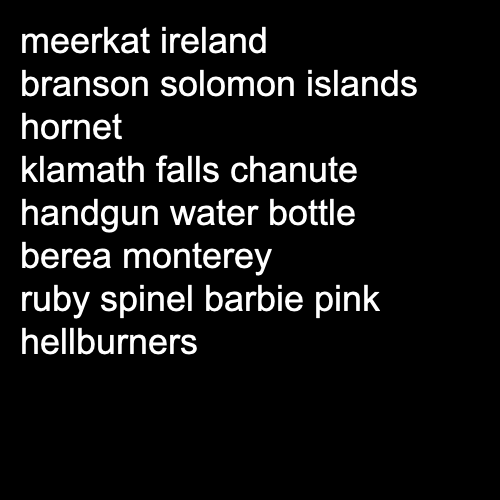 meerkat ireland
branson solomon islands
hornet
klamath falls chanute
handgun water bottle
berea monterey
ruby spinel barbie pink
hellburners